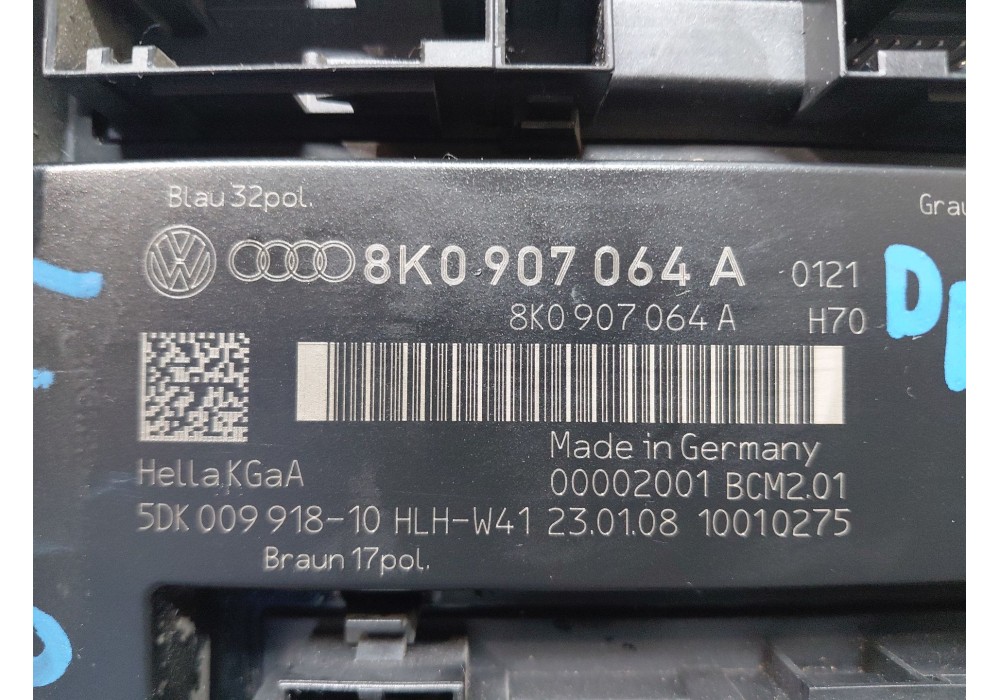 Blau 32pol.
Grau
8K0 907 064 A 0121
8K0 907 064 A H70
Made in Germany
Hella KGaA 00002001 BCM2.01
5DK 009 918-10 HLH-W41 23.01.08 10010275
Braun 17pol.